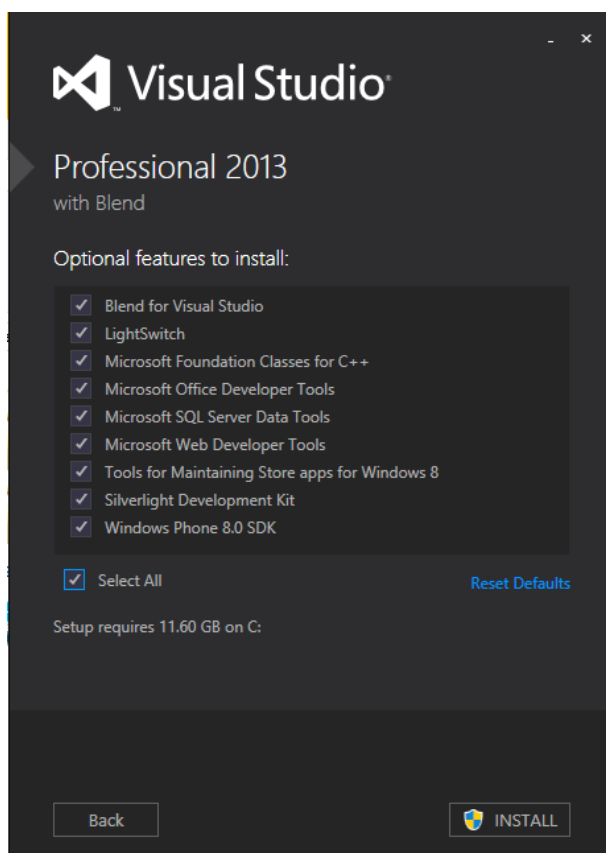 Visual Studio®
™
Professional 2013
with Blend
Optional features to install:
Blend for Visual Studio
LightSwitch
Microsoft Foundation Classes for C++
Microsoft Office Developer Tools
Microsoft SQL Server Data Tools
Microsoft Web Developer Tools
Tools for Maintaining Store apps for Windows 8
Silverlight Development Kit
Windows Phone 8.0 SDK
Select All
Reset Defaults
Setup requires 11.60 GB on C:
Back
INSTALL